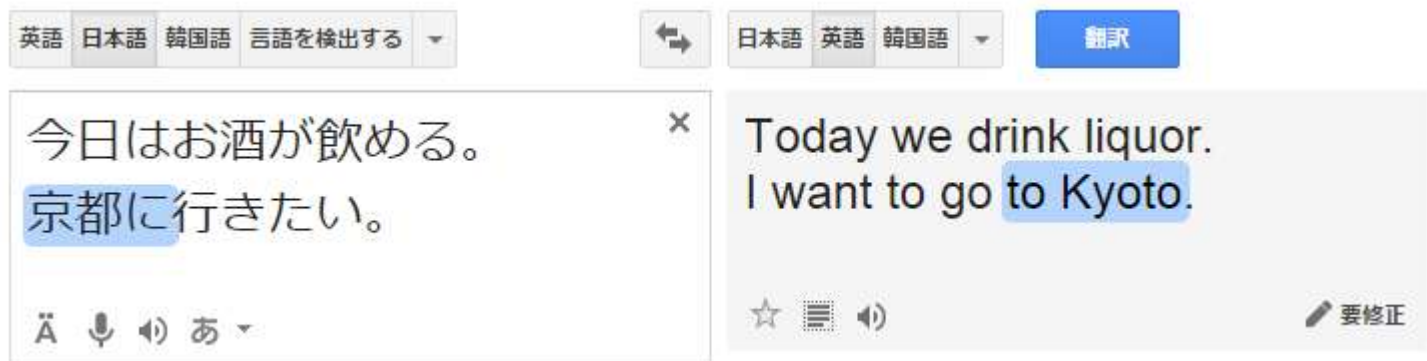 英語 日本語 韓国語 言語を検出する 日本語 英語 韓国語 翻訳
今日はお酒が飲める。
京都に行きたい。
Ä あ
Today we drink liquor.
I want to go to Kyoto.
要修正